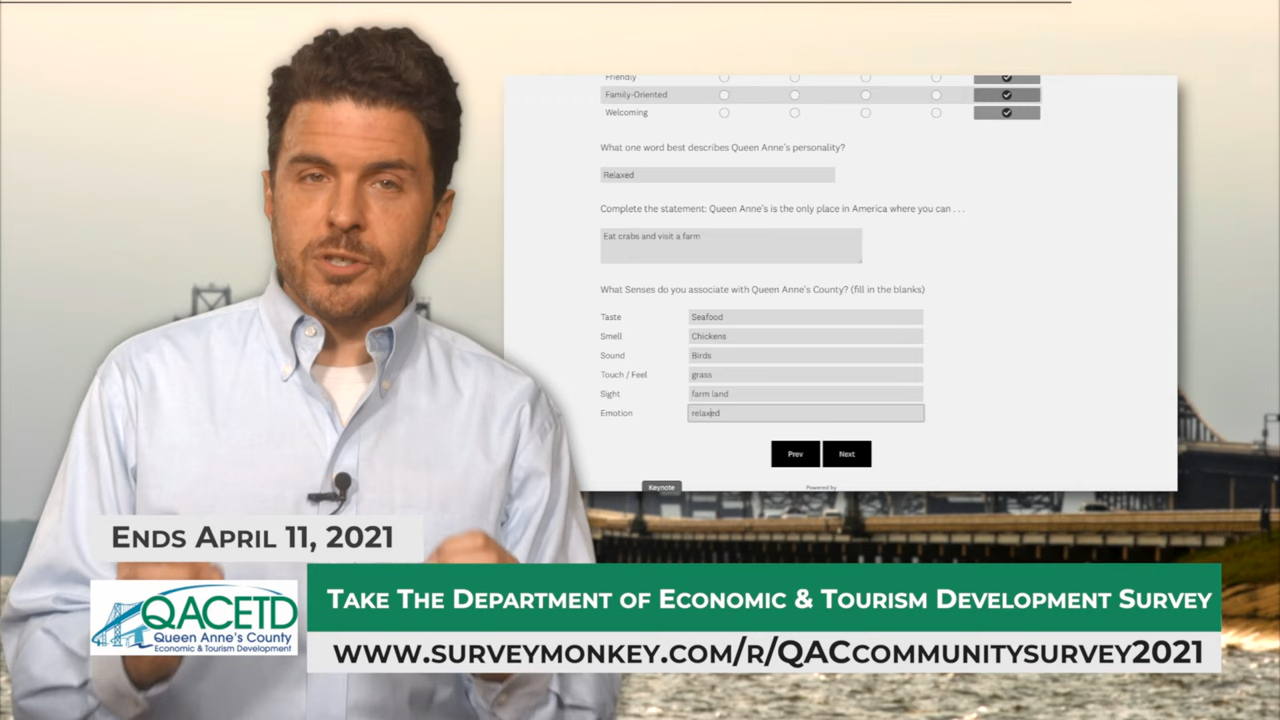 Friendly
Family-Oriented
Welcoming
What one word best describes Queen Anne's personality?
Relaxed
Complete the statement: Queen Anne's is the only place in America where you can . . .
Eat crabs and visit a farm
What Senses do you associate with Queen Anne's County? (fill in the blanks)
Taste Seafood
Smell Chickens
Sound Birds
Touch / Feel grass
Sight farm land
Emotion relaxed
Prev Next
Keynote
Powered by
ENDS APRIL 11, 2021
QACETD
Queen Anne's County
Economic & Tourism Development
TAKE THE DEPARTMENT OF ECONOMIC & TOURISM DEVELOPMENT SURVEY
WWW.SURVEYMONKEY.COM/R/QACCOMMUNITYSURVEY2021